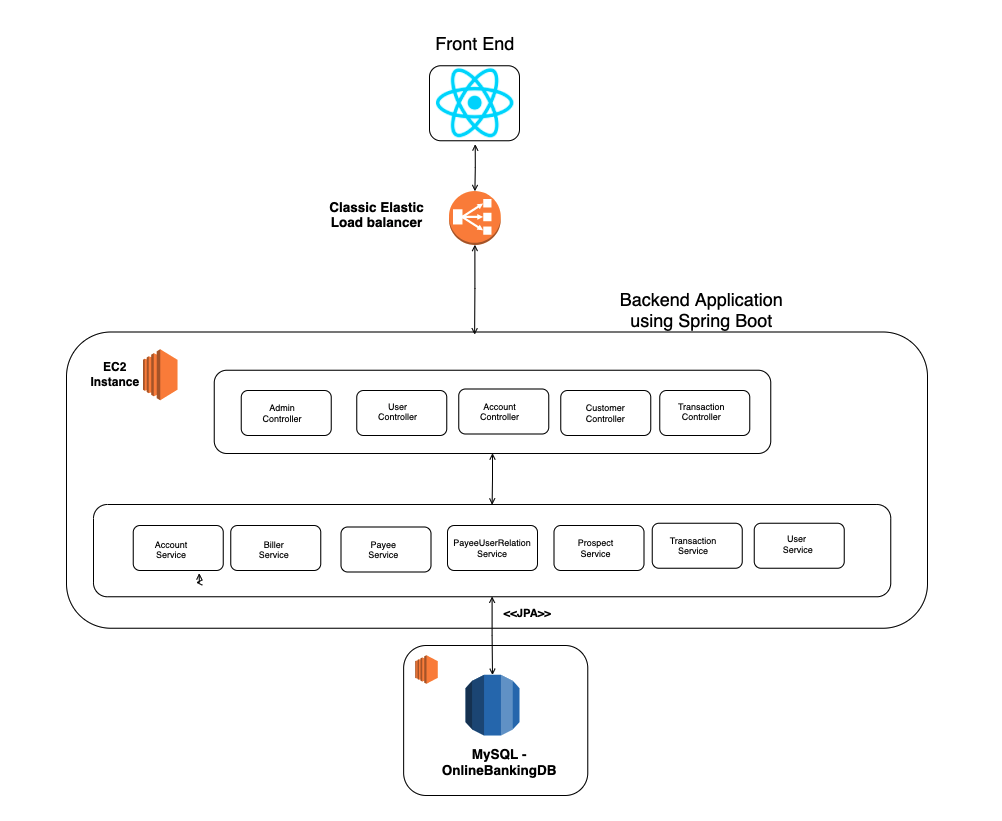 Front End
Classic Elastic
Load balancer
Backend Application
using Spring Boot
EC2
Instance
Admin
Controller
User
Controller
Account
Controller
Customer
Controller
Transaction
Controller
Account
Service
Biller
Service
Payee
Service
PayeeUserRelation
Service
Prospect
Service
Transaction
Service
User
Service
<<JPA>>
MySQL -
OnlineBankingDB